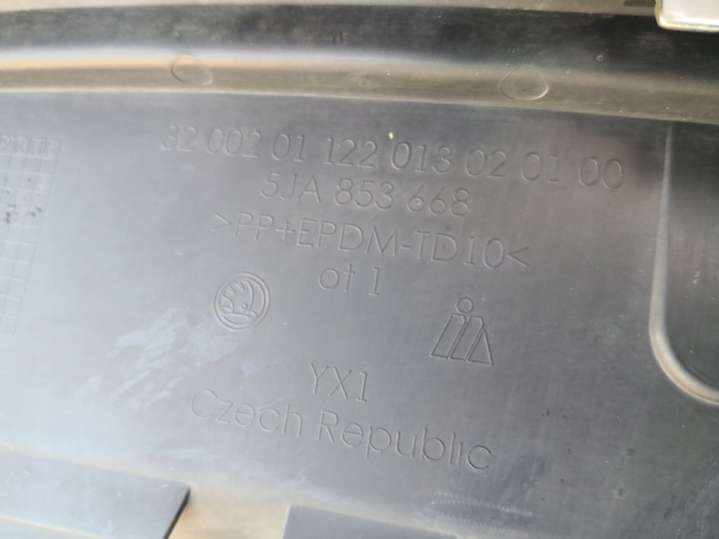 32 002 01 122 013 02 01 00
5JA 853 668
>PP+EPDM-TD10<
ot 1
YX1
Czech Republic